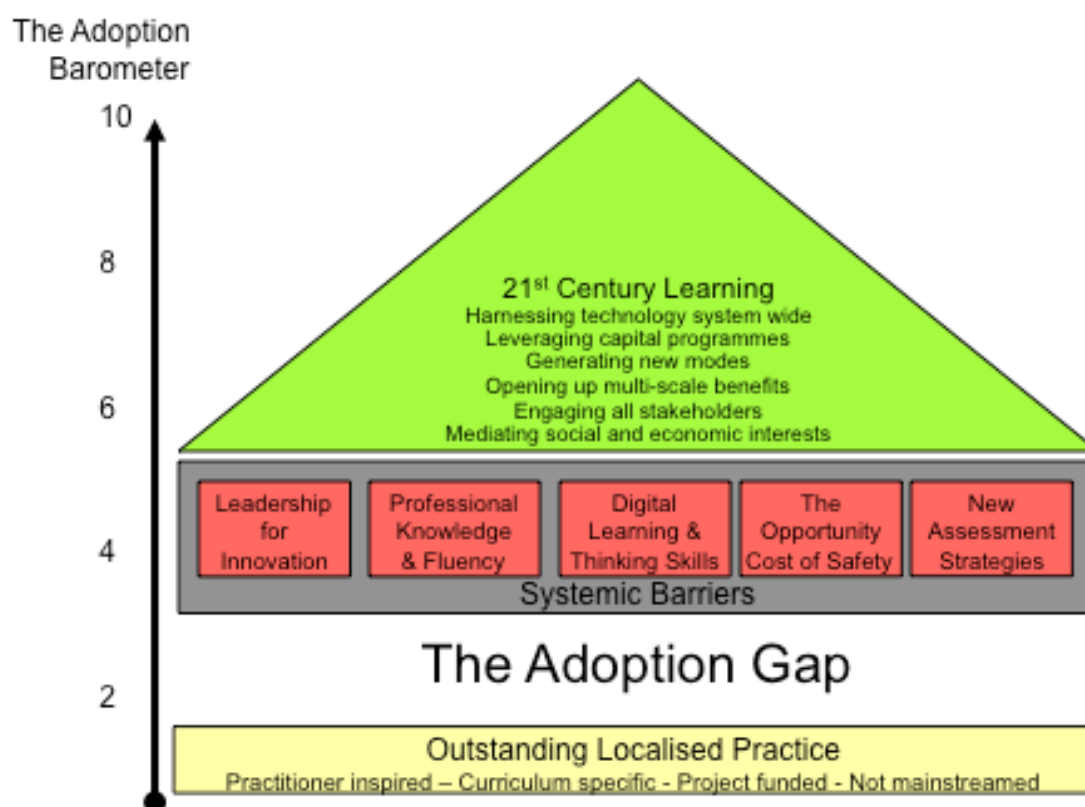 The Adoption
Barometer
10
8
21st Century Learning
Harnessing technology system wide
Leveraging capital programmes
Generating new modes
Opening up multi-scale benefits
6
Engaging all stakeholders
Mediating social and economic interests
Leadership
for
Innovation
Professional
Knowledge
& Fluency
Digital
Learning &
Thinking Skills
The
Opportunity
Cost of Safety
New
Assessment
Strategies
4
Systemic Barriers
The Adoption Gap
2
Outstanding Localised Practice
Practitioner inspired – Curriculum specific - Project funded - Not mainstreamed